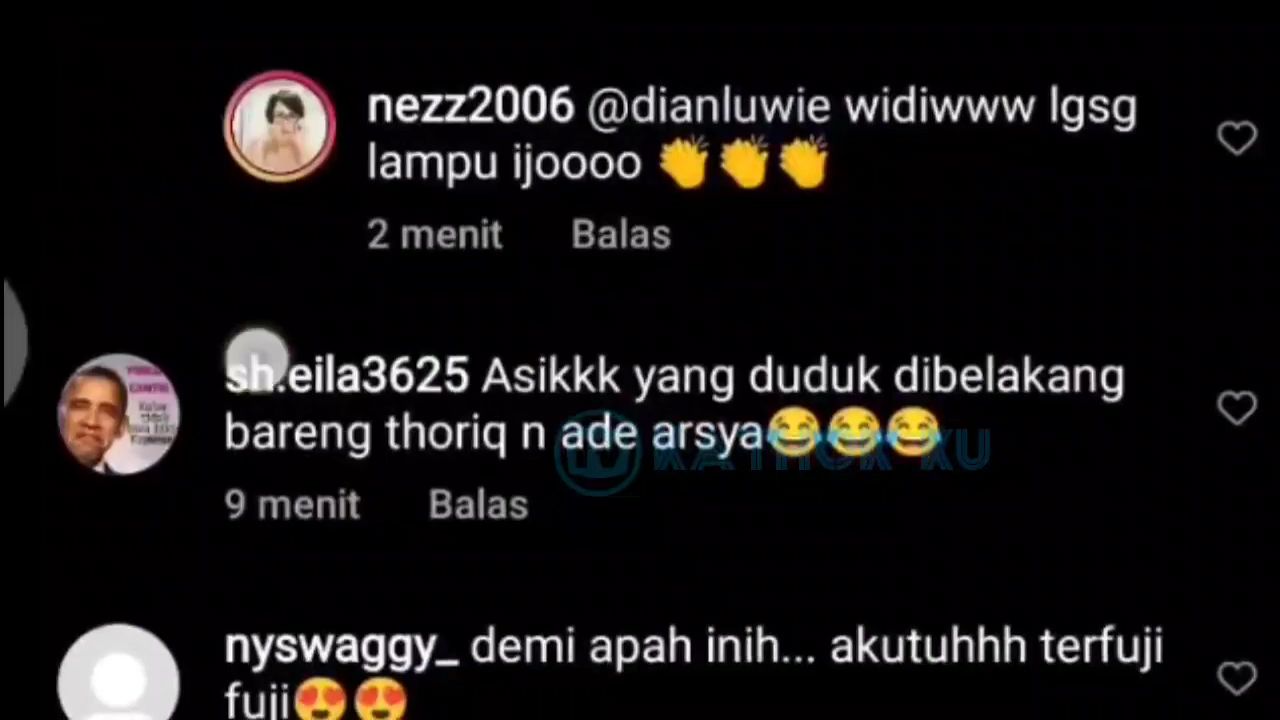 nezz2006 @dianluwie widiwww lgsg
lampu ijoooo 👏👏👏
2 menit Balas
sh.eila3625 Asikkk yang duduk dibelakang
bareng thoriq n ade arsya😂😂😂
9 menit Balas
nyswaggy_ demi apah inih... akutuhhh terfuji
fuji😍😍